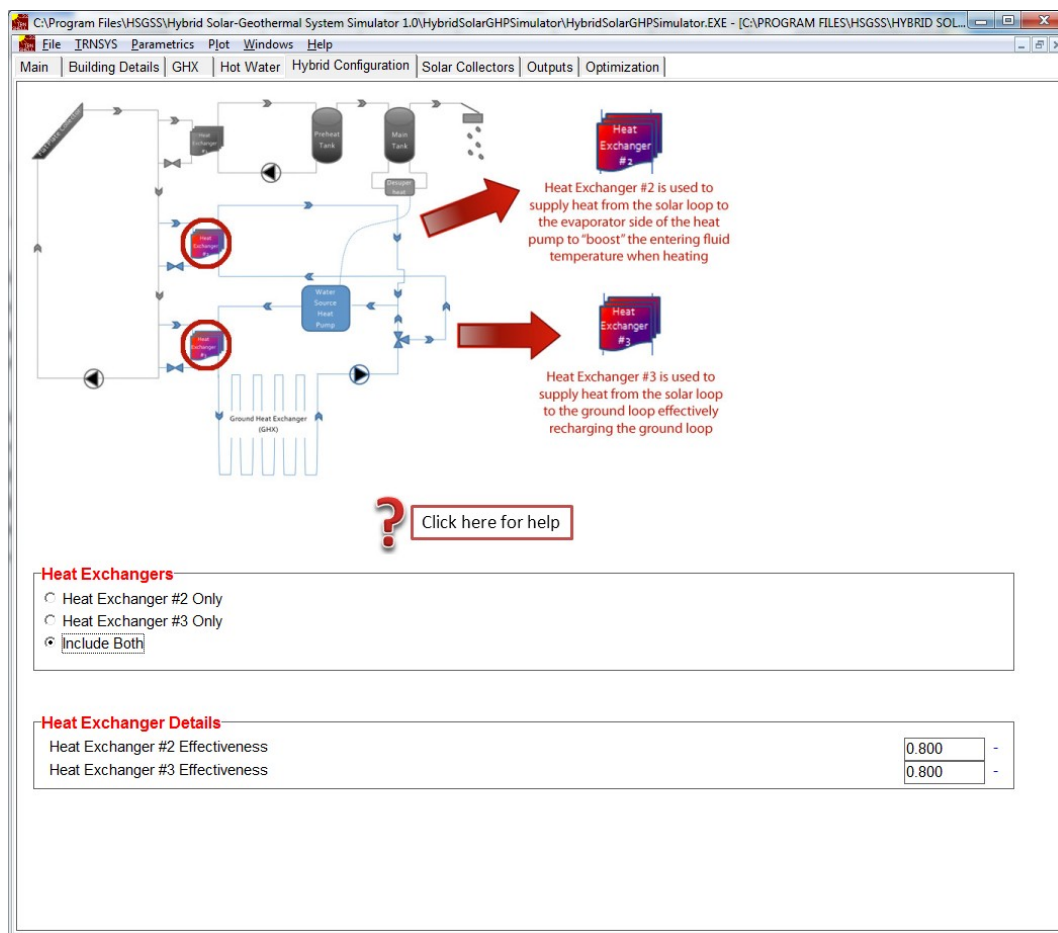 C:\Program Files\HSGSS\Hybrid Solar-Geothermal System Simulator 1.0\HybridSolarGHPSimulator\HybridSolarGHPSimulator.EXE - [C:\PROGRAM FILES\HSGSS\HYBRID SOL...
File TRNSYS Parametrics Plot Windows Help
Main Building Details GHX Hot Water Hybrid Configuration Solar Collectors Outputs Optimization
Heat
Exchanger
Preheat
Tank
Main
Tank
Desuper
heat
Heat
Exchanger
Water
Source
Heat
Pump
Heat
Exchanger
Ground Heat Exchanger
(GHX)
Heat
Exchanger
#2
Heat Exchanger #2 is used to
supply heat from the solar loop to
the evaporator side of the heat
pump to "boost" the entering fluid
temperature when heating
Heat
Exchanger
#3
Heat Exchanger #3 is used to
supply heat from the solar loop
to the ground loop effectively
recharging the ground loop
? Click here for help
Heat Exchangers
Heat Exchanger #2 Only
Heat Exchanger #3 Only
Include Both
Heat Exchanger Details
Heat Exchanger #2 Effectiveness 0.800 -
Heat Exchanger #3 Effectiveness 0.800 -